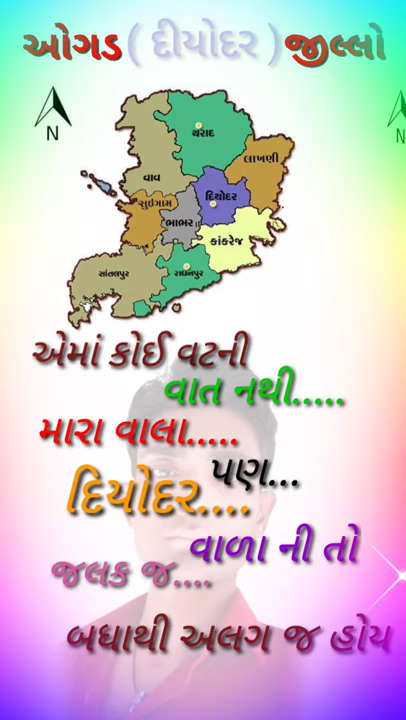 ઓગડ ( દીયોદર ) જીલ્લો
N
N
થરાદ
લાખણી
વાવ
દિયોદર
સુઇગામ
ભાભર
કાંકરેજ
સાંતલપુર
રાધનપુર
એમાં કોઈ વટની
વાત નથી.....
મારા વાલા.....
પણ...
દિયોદર....
વાળા ની તો
જલક જ....
બધાથી અલગ જ હોય